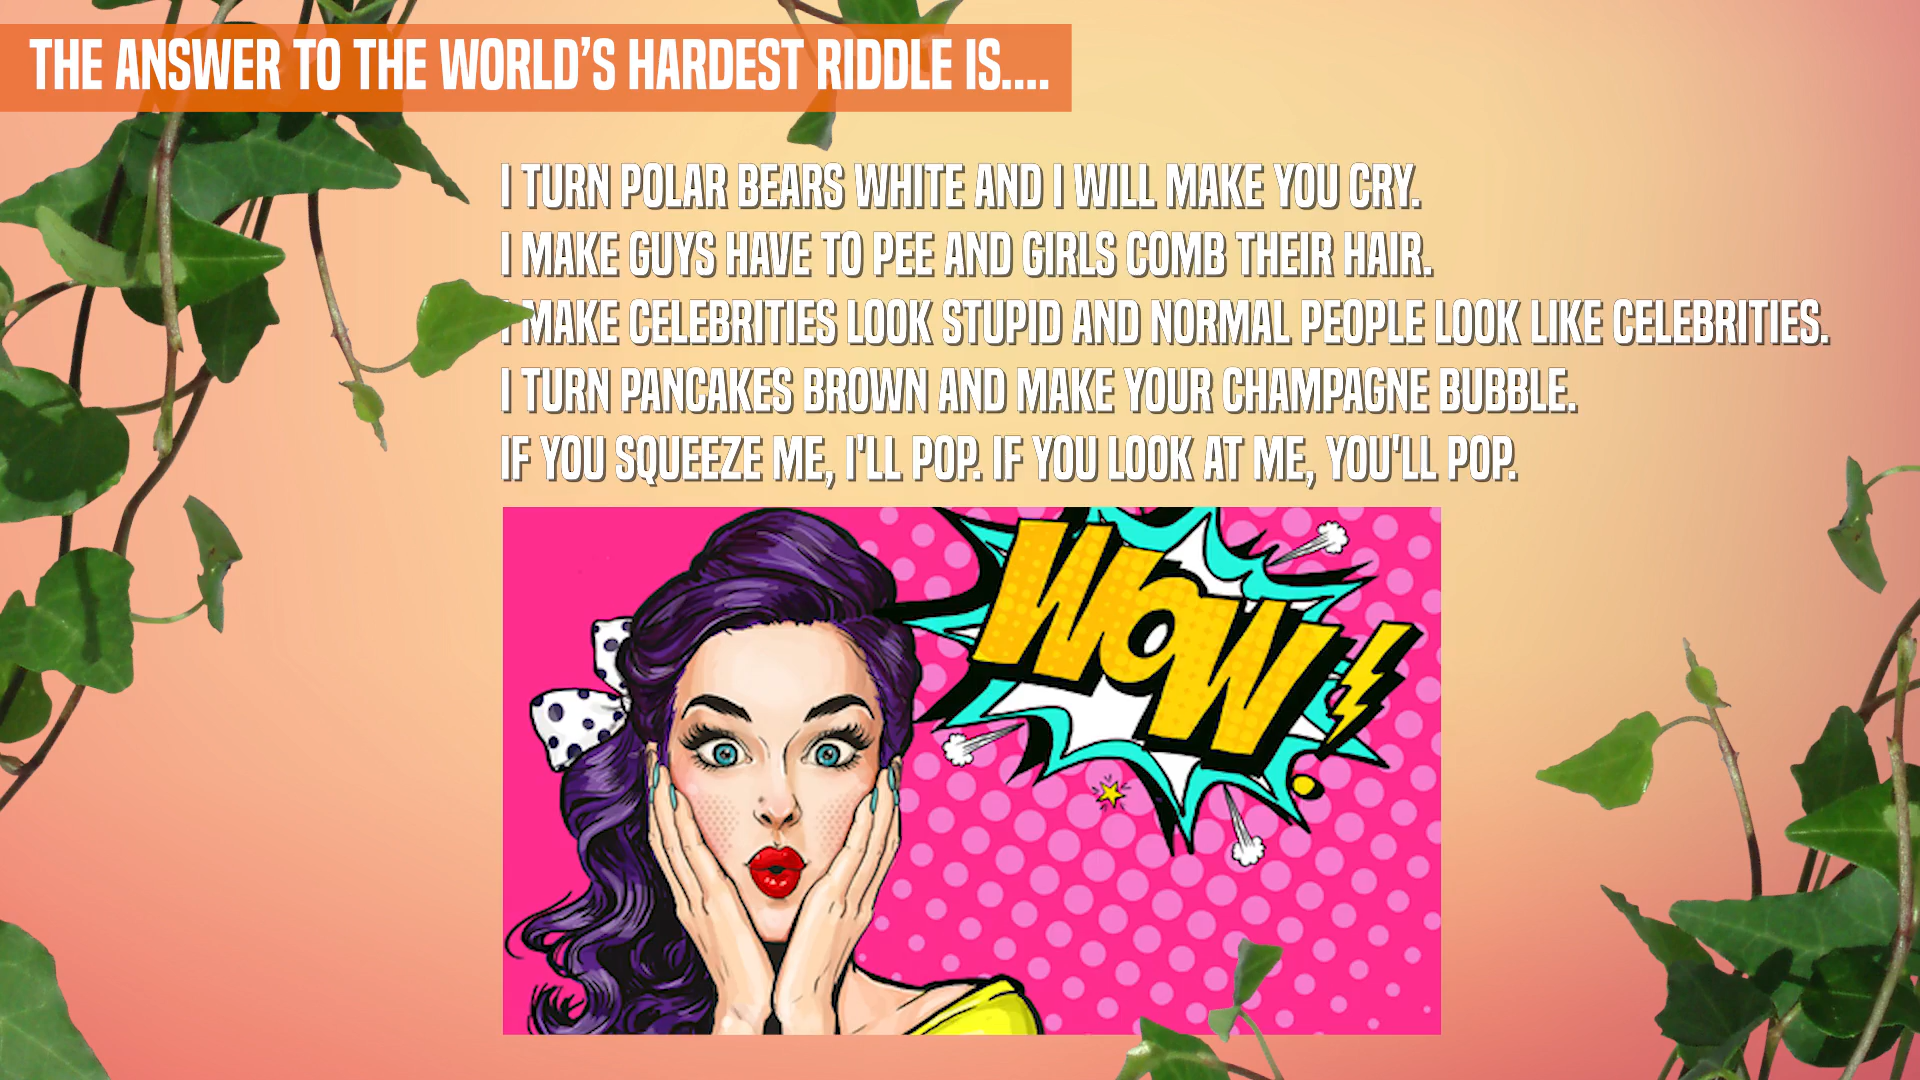 THE ANSWER TO THE WORLD'S HARDEST RIDDLE IS....
I TURN POLAR BEARS WHITE AND I WILL MAKE YOU CRY.
I MAKE GUYS HAVE TO PEE AND GIRLS COMB THEIR HAIR.
I MAKE CELEBRITIES LOOK STUPID AND NORMAL PEOPLE LOOK LIKE CELEBRITIES.
I TURN PANCAKES BROWN AND MAKE YOUR CHAMPAGNE BUBBLE.
IF YOU SQUEEZE ME, I'LL POP. IF YOU LOOK AT ME, YOU'LL POP.
WOW!